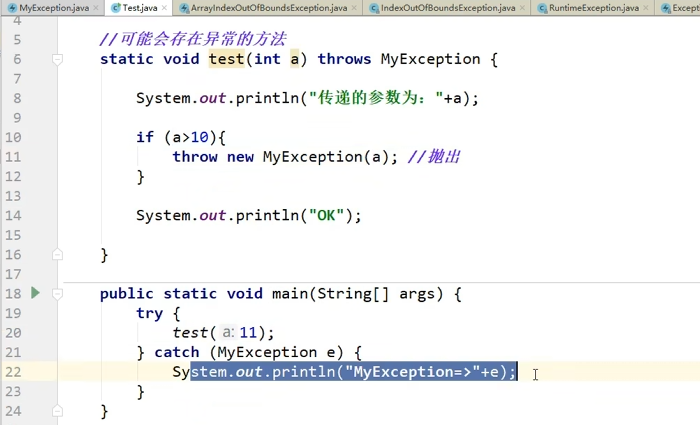 MyException.java × Test.java × ArrayIndexOutOfBoundsException.java × IndexOutOfBoundsException.java × RuntimeException.java × Except
4
5 //可能会存在异常的方法
6 static void test(int a) throws MyException {
7
8 System.out.println("传递的参数为："+a);
9
10 if (a>10){
11 throw new MyException(a); //抛出
12 }
13
14 System.out.println("OK");
15
16 }
17
18 public static void main(String[] args) {
19 try {
20 test( a: 11);
21 } catch (MyException e) {
22 System.out.println("MyException=>"+e);
23 }
24 }